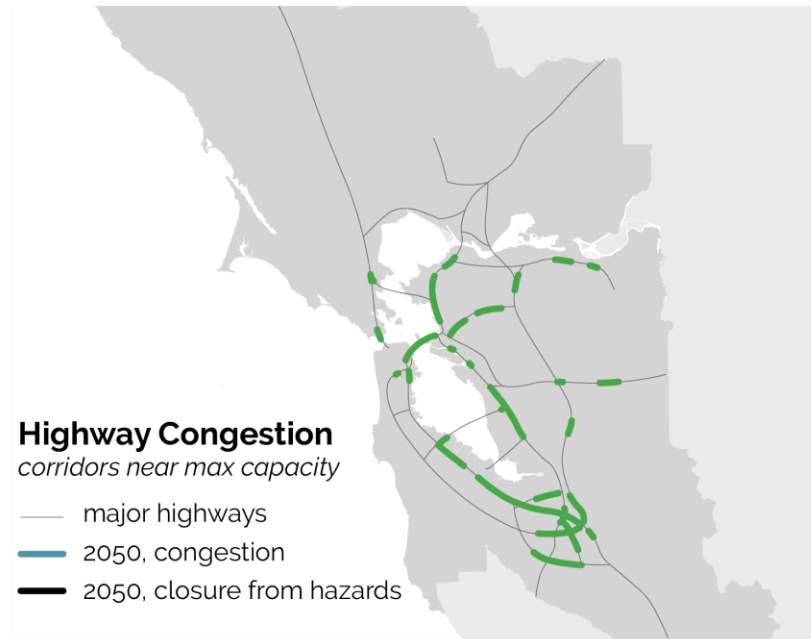 Highway Congestion
corridors near max capacity
major highways
2050, congestion
2050, closure from hazards